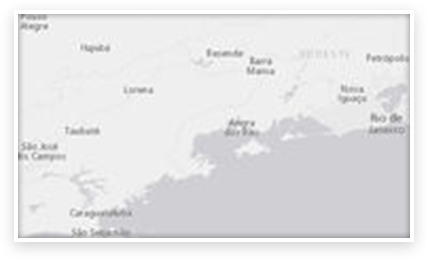 Pouso
Alegre
Itajubá
Resende
Barra
Mansa
Petrópolis
Lorena
Nova
Iguaçu
Taubaté
Angra
dos Reis
Rio de
Janeiro
São José
dos Campos
Caraguatatuba
São Sebastião